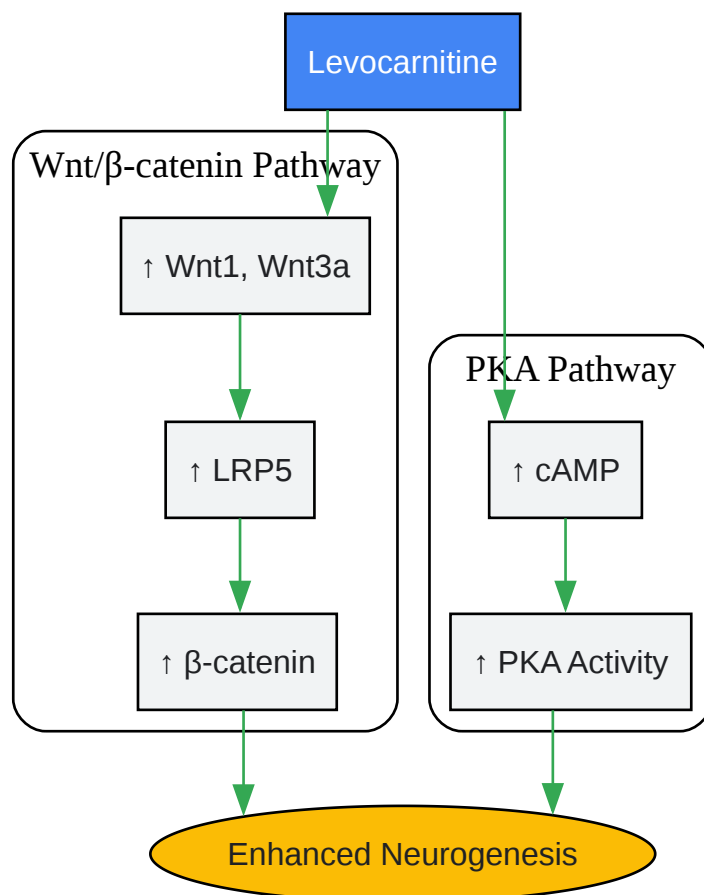 Levocarnitine
Wnt/β-catenin Pathway
↑ Wnt1, Wnt3a
↑ LRP5
↑ β-catenin
PKA Pathway
↑ cAMP
↑ PKA Activity
Enhanced Neurogenesis